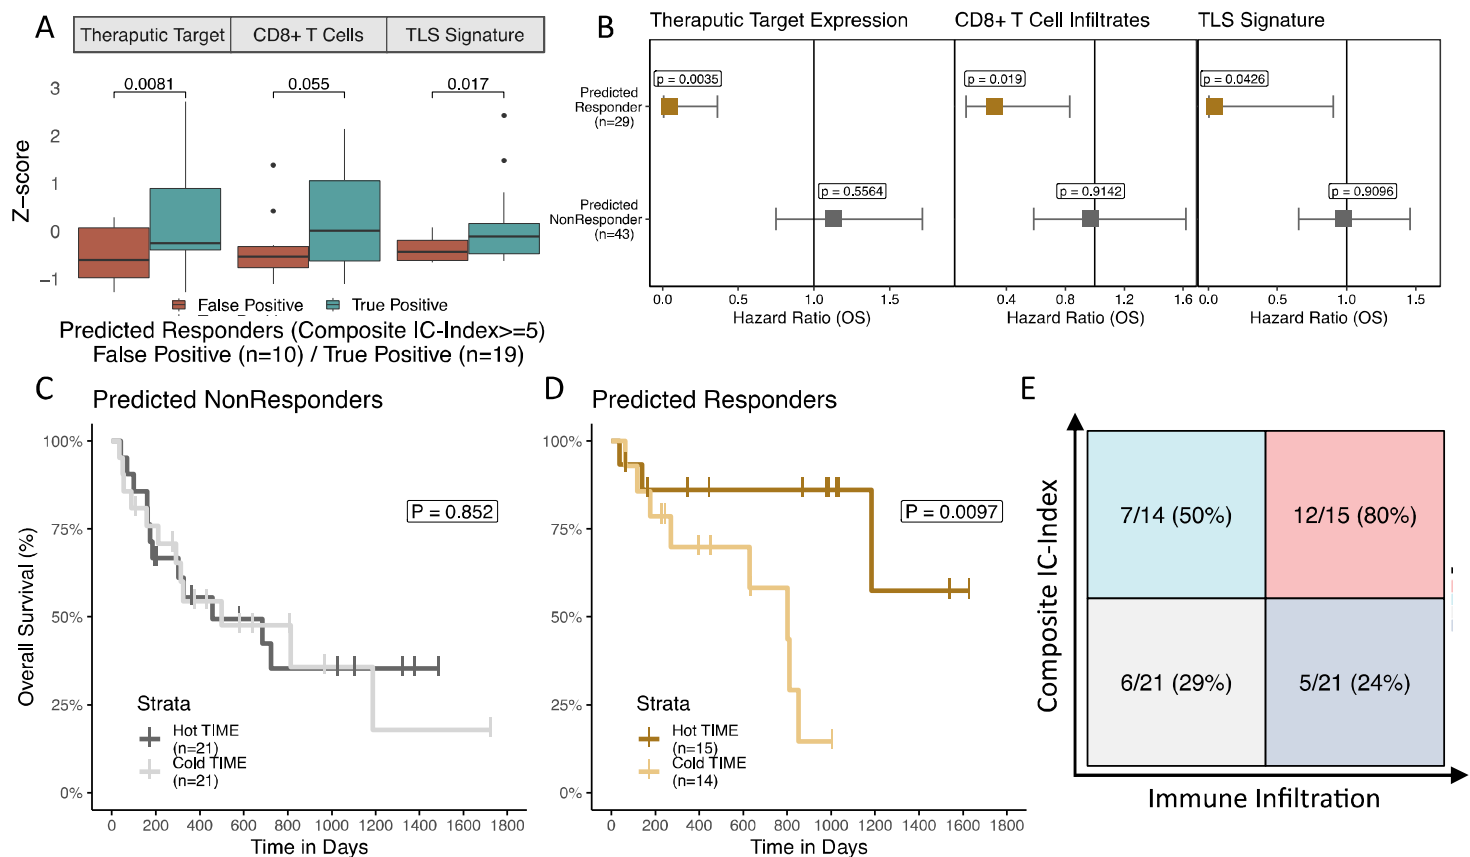 A
Theraputic Target
CD8+ T Cells
TLS Signature
0.0081
0.055
0.017
3
2
1
0
−1
Z−score
False Positive
True Positive
Predicted Responders (Composite IC-Index>=5)
False Positive (n=10) / True Positive (n=19)
B
Theraputic Target Expression
CD8+ T Cell Infiltrates
TLS Signature
Predicted
Responder
(n=29)
p = 0.0035
p = 0.019
p = 0.0426
Predicted
NonResponder
(n=43)
p = 0.5564
p = 0.9142
p = 0.9096
0.0 0.5 1.0 1.5
0.4 0.8 1.2 1.6
0.0 0.5 1.0 1.5
Hazard Ratio (OS)
Hazard Ratio (OS)
Hazard Ratio (OS)
C
Predicted NonResponders
100%
75%
50%
25%
0%
Overall Survival (%)
P = 0.852
Strata
Hot TIME
(n=21)
Cold TIME
(n=21)
0 200 400 600 800 1000 1200 1400 1600 1800
Time in Days
D
Predicted Responders
100%
75%
50%
25%
0%
P = 0.0097
Strata
Hot TIME
(n=15)
Cold TIME
(n=14)
0 200 400 600 800 1000 1200 1400 1600 1800
Time in Days
E
Composite IC-Index
7/14 (50%)
12/15 (80%)
6/21 (29%)
5/21 (24%)
Immune Infiltration